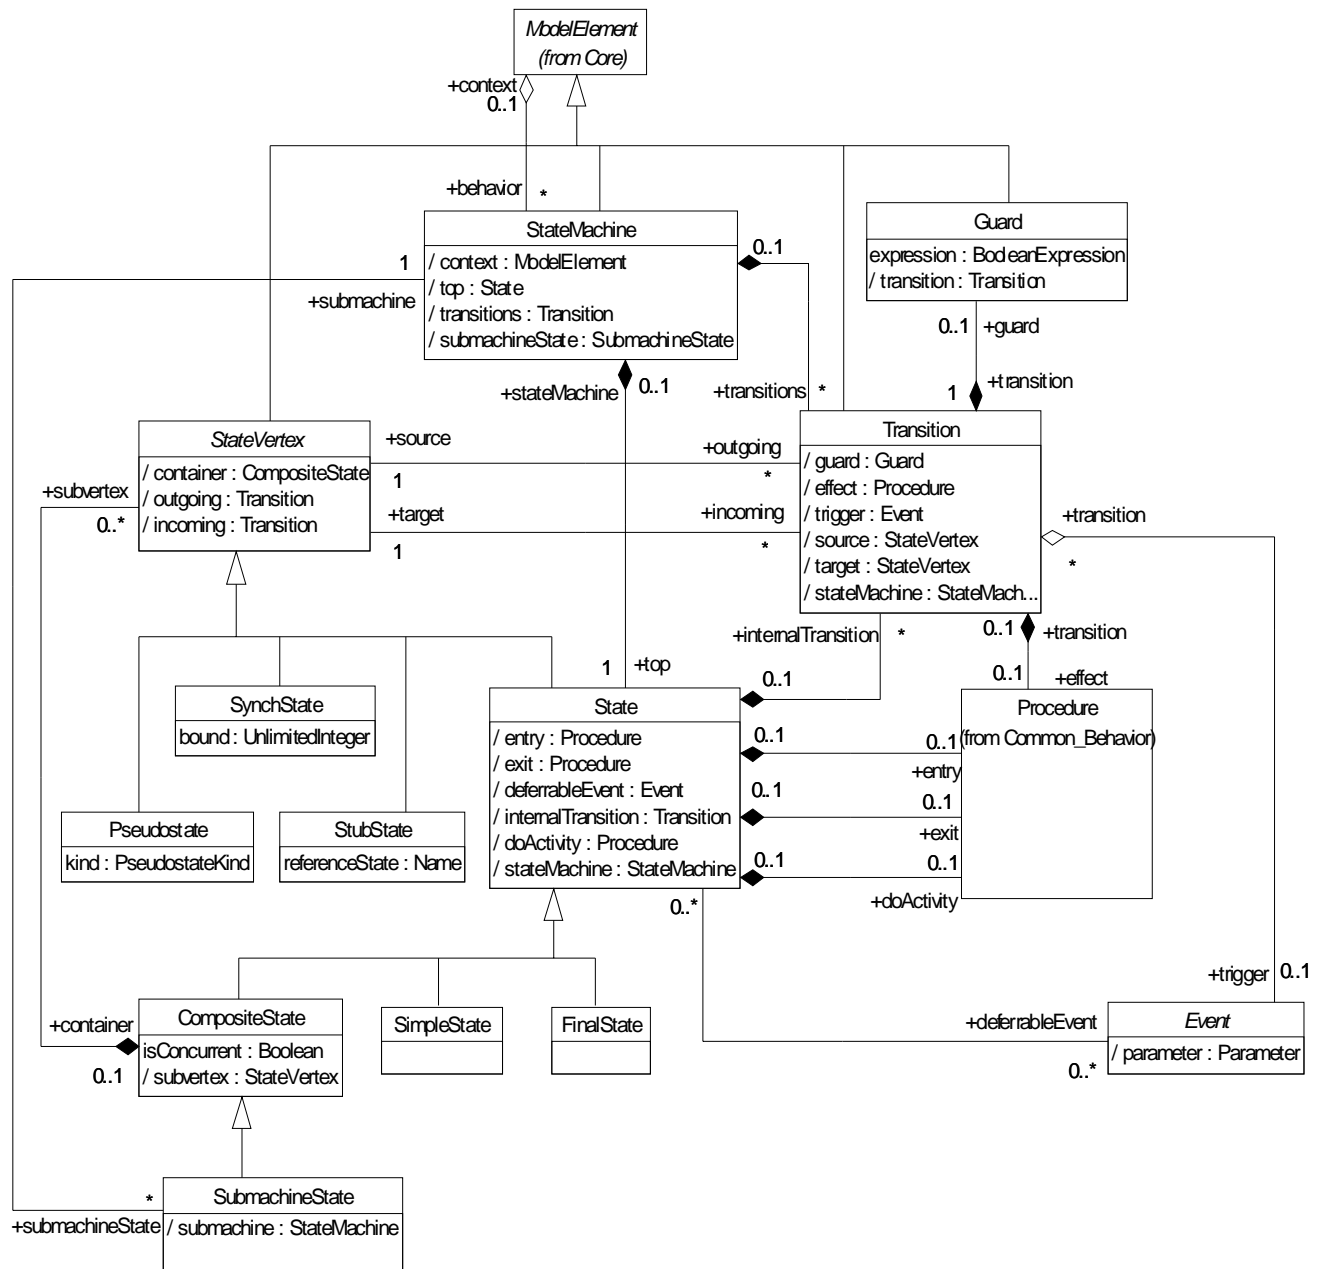 ModelElement
(from Core)
+context
0..1
+behavior
*
StateMachine
/ context : ModelElement
/ top : State
/ transitions : Transition
/ submachineState : SubmachineState
0..1
Guard
expression : BooleanExpression
/ transition : Transition
1
+submachine
0..1
+guard
+stateMachine
0..1
+transitions
*
1
+transition
StateVertex
/ container : CompositeState
/ outgoing : Transition
/ incoming : Transition
+source
1
+outgoing
*
+target
1
+incoming
*
Transition
/ guard : Guard
/ effect : Procedure
/ trigger : Event
/ source : StateVertex
/ target : StateVertex
/ stateMachine : StateMach...
+subvertex
0..*
+transition
*
+internalTransition
*
0..1
+transition
1
+top
0..1
0..1
+effect
SynchState
bound : UnlimitedInteger
State
/ entry : Procedure
/ exit : Procedure
/ deferrableEvent : Event
/ internalTransition : Transition
/ doActivity : Procedure
/ stateMachine : StateMachine
Procedure
(from Common_Behavior)
0..1
0..1
+entry
0..1
0..1
+exit
0..1
0..1
+doActivity
Pseudostate
kind : PseudostateKind
StubState
referenceState : Name
0..*
+trigger
0..1
+container
0..1
CompositeState
isConcurrent : Boolean
/ subvertex : StateVertex
SimpleState
FinalState
+deferrableEvent
0..*
Event
/ parameter : Parameter
*
+submachineState
SubmachineState
/ submachine : StateMachine